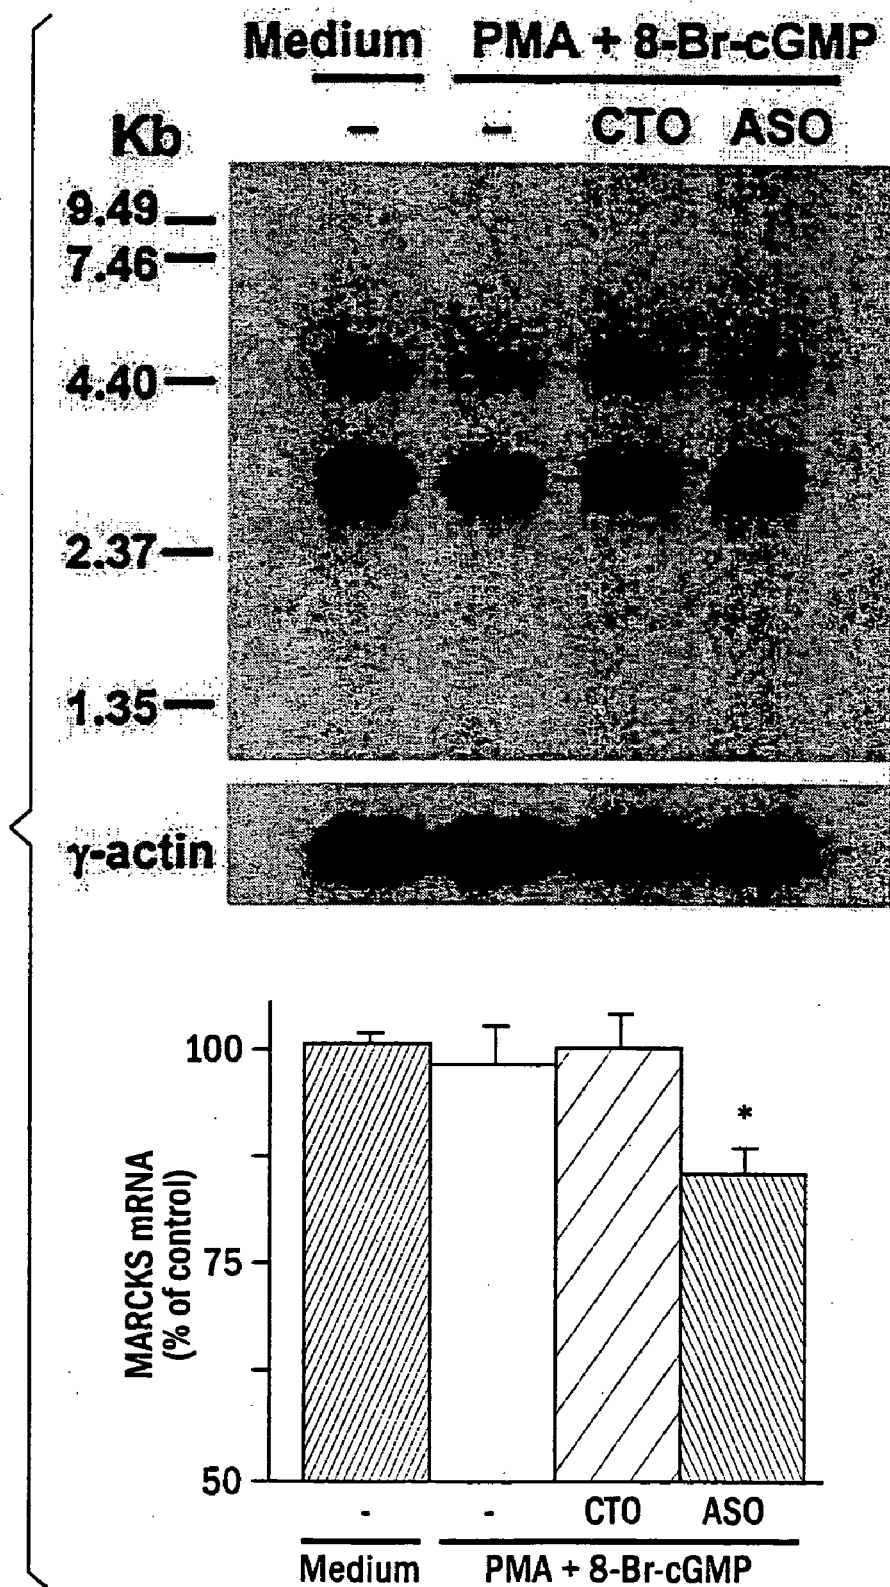 Medium PMA + 8-Br-cGMP
Kb - - CTO ASO
9.49
7.46
4.40
2.37
1.35
γ-actin
100
*
75
50
MARCKS mRNA
(% of control)
- - CTO ASO
Medium PMA + 8-Br-cGMP